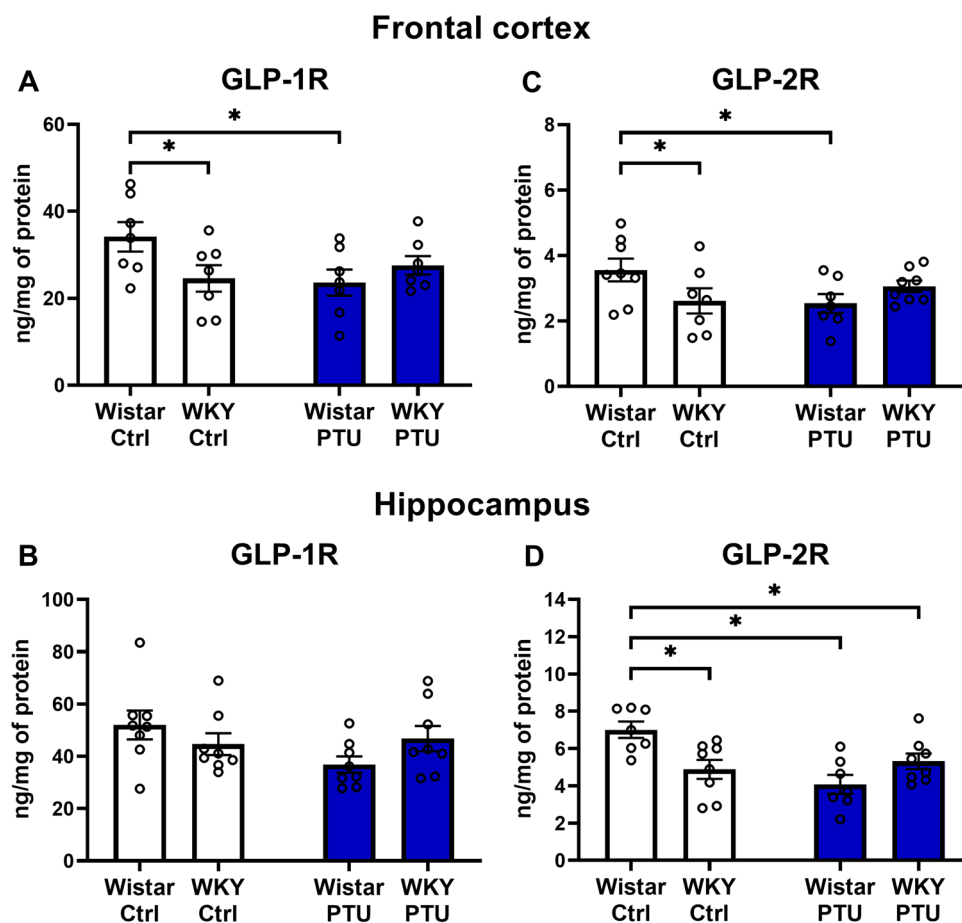 Frontal cortex
A
GLP-1R
ng/mg of protein
60
40
20
0
*
*
Wistar Ctrl
WKY Ctrl
Wistar PTU
WKY PTU
C
GLP-2R
ng/mg of protein
8
6
4
2
0
*
*
Wistar Ctrl
WKY Ctrl
Wistar PTU
WKY PTU
Hippocampus
B
GLP-1R
ng/mg of protein
100
80
60
40
20
0
Wistar Ctrl
WKY Ctrl
Wistar PTU
WKY PTU
D
GLP-2R
ng/mg of protein
14
12
10
8
6
4
2
0
*
*
*
Wistar Ctrl
WKY Ctrl
Wistar PTU
WKY PTU